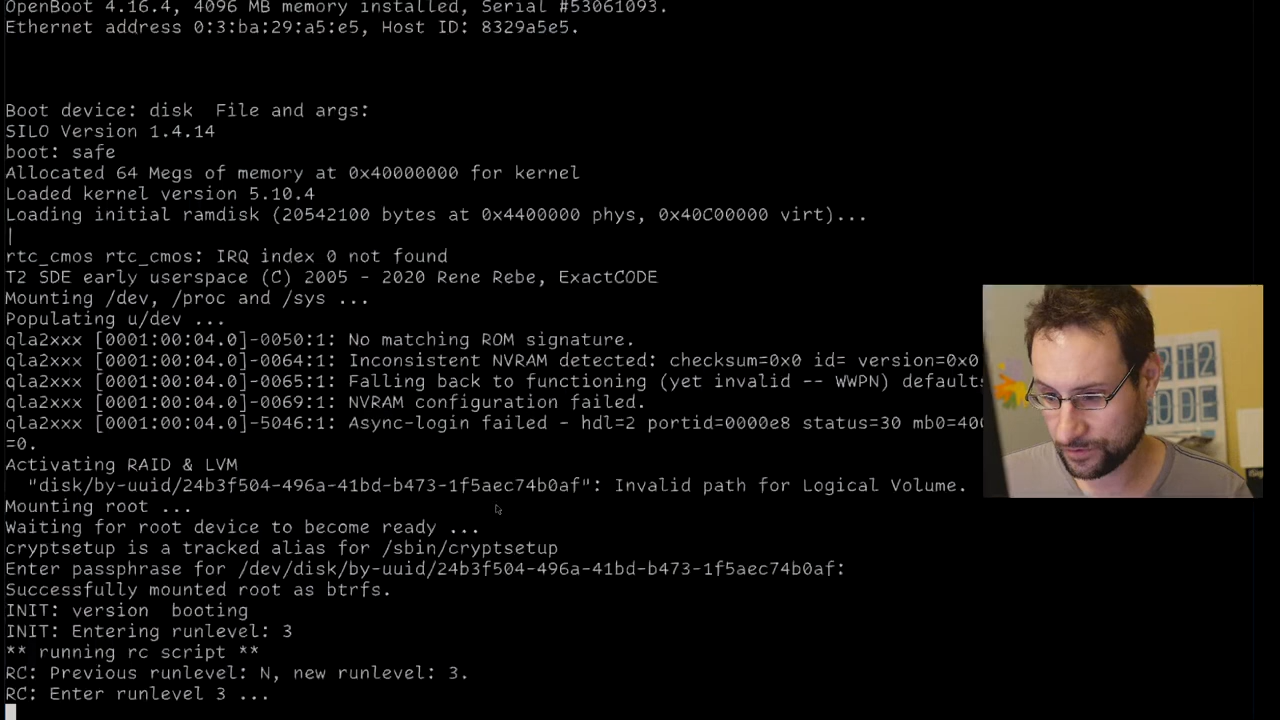 OpenBoot 4.16.4, 4096 MB memory installed, Serial #53061093.
Ethernet address 0:3:ba:29:a5:e5, Host ID: 8329a5e5.
Boot device: disk  File and args:
SILO Version 1.4.14
boot: safe
Allocated 64 Megs of memory at 0x40000000 for kernel
Loaded kernel version 5.10.4
Loading initial ramdisk (20542100 bytes at 0x4400000 phys, 0x40C00000 virt)...
|
rtc_cmos rtc_cmos: IRQ index 0 not found
T2 SDE early userspace (C) 2005 - 2020 Rene Rebe, ExactCODE
Mounting /dev, /proc and /sys ...
Populating u/dev ...
qla2xxx [0001:00:04.0]-0050:1: No matching ROM signature.
qla2xxx [0001:00:04.0]-0064:1: Inconsistent NVRAM detected: checksum=0x0 id= version=0x0
qla2xxx [0001:00:04.0]-0065:1: Falling back to functioning (yet invalid -- WWPN) defaults
qla2xxx [0001:00:04.0]-0069:1: NVRAM configuration failed.
qla2xxx [0001:00:04.0]-5046:1: Async-login failed - hdl=2 portid=0000e8 status=30
=0.
Activating RAID & LVM
"disk/by-uuid/24b3f504-496a-41bd-b473-1f5aec74b0af": Invalid path for Logical Volume.
Mounting root ...
Waiting for root device to become ready ...
cryptsetup is a tracked alias for /sbin/cryptsetup
Enter passphrase for /dev/disk/by-uuid/24b3f504-496a-41bd-b473-1f5aec74b0af:
Successfully mounted root as btrfs.
INIT: version  booting
INIT: Entering runlevel: 3
** running rc script **
RC: Previous runlevel: N, new runlevel: 3.
RC: Enter runlevel 3 ...